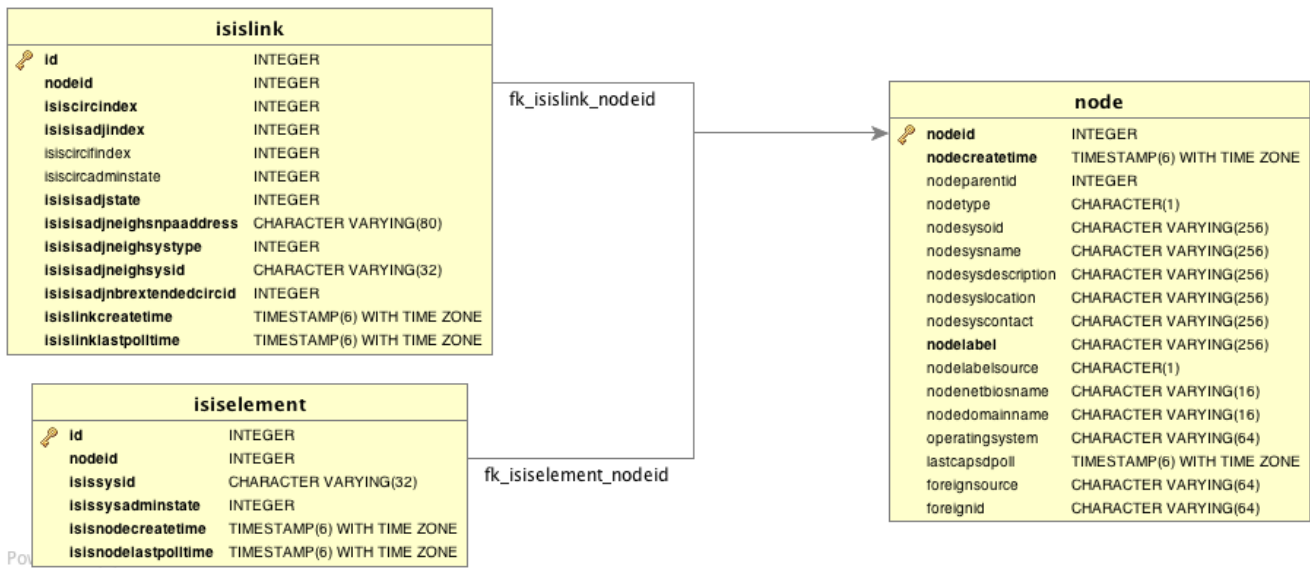 isislink
id INTEGER
nodeid INTEGER
isiscircindex INTEGER
isisisadjindex INTEGER
isiscircifindex INTEGER
isiscircadminstate INTEGER
isisisadjstate INTEGER
isisisadjneighsnpaaddress CHARACTER VARYING(80)
isisisadjneighsystype INTEGER
isisisadjneighsysid CHARACTER VARYING(32)
isisisadjnbrextendedcircid INTEGER
isislinkcreatetime TIMESTAMP(6) WITH TIME ZONE
isislinklastpolltime TIMESTAMP(6) WITH TIME ZONE
fk_isislink_nodeid
isiselement
id INTEGER
nodeid INTEGER
isissysid CHARACTER VARYING(32)
isissysadminstate INTEGER
isisnodecreatetime TIMESTAMP(6) WITH TIME ZONE
isisnodelastpolltime TIMESTAMP(6) WITH TIME ZONE
fk_isiselement_nodeid
node
nodeid INTEGER
nodecreatetime TIMESTAMP(6) WITH TIME ZONE
nodeparentid INTEGER
nodetype CHARACTER(1)
nodesysoid CHARACTER VARYING(256)
nodesysname CHARACTER VARYING(256)
nodesysdescription CHARACTER VARYING(256)
nodesyslocation CHARACTER VARYING(256)
nodesyscontact CHARACTER VARYING(256)
nodelabel CHARACTER VARYING(256)
nodelabelsource CHARACTER(1)
nodenetbiosname CHARACTER VARYING(16)
nodedomainname CHARACTER VARYING(16)
operatingsystem CHARACTER VARYING(64)
lastcapsdpoll TIMESTAMP(6) WITH TIME ZONE
foreignsource CHARACTER VARYING(64)
foreignid CHARACTER VARYING(64)